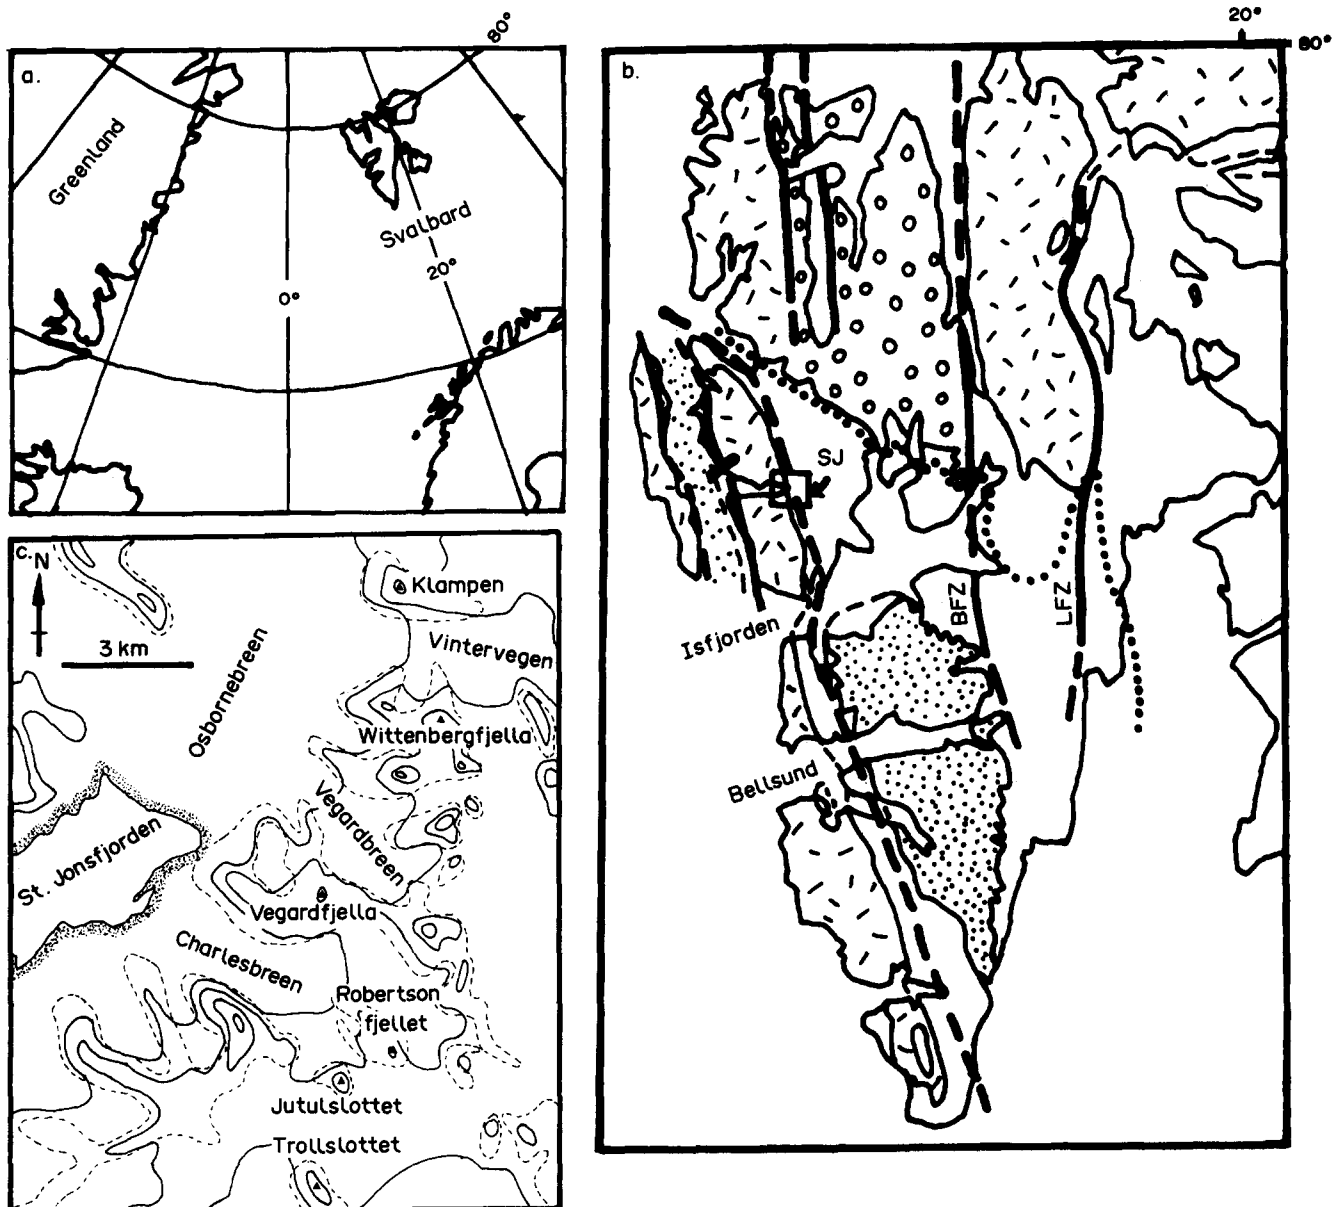 a.
80°
Greenland
Svalbard
20°
0°
b.
20°
80°
SJ
BFZ
LFZ
Isfjorden
Bellsund
c.
N
3 km
Klampen
Vintervegen
Osbornebreen
Wittenbergfjella
Vegardbreen
St. Jonsfjorden
Vegardfjella
Charlesbreen
Robertson
fjellet
Jutulslottet
Trollslottet